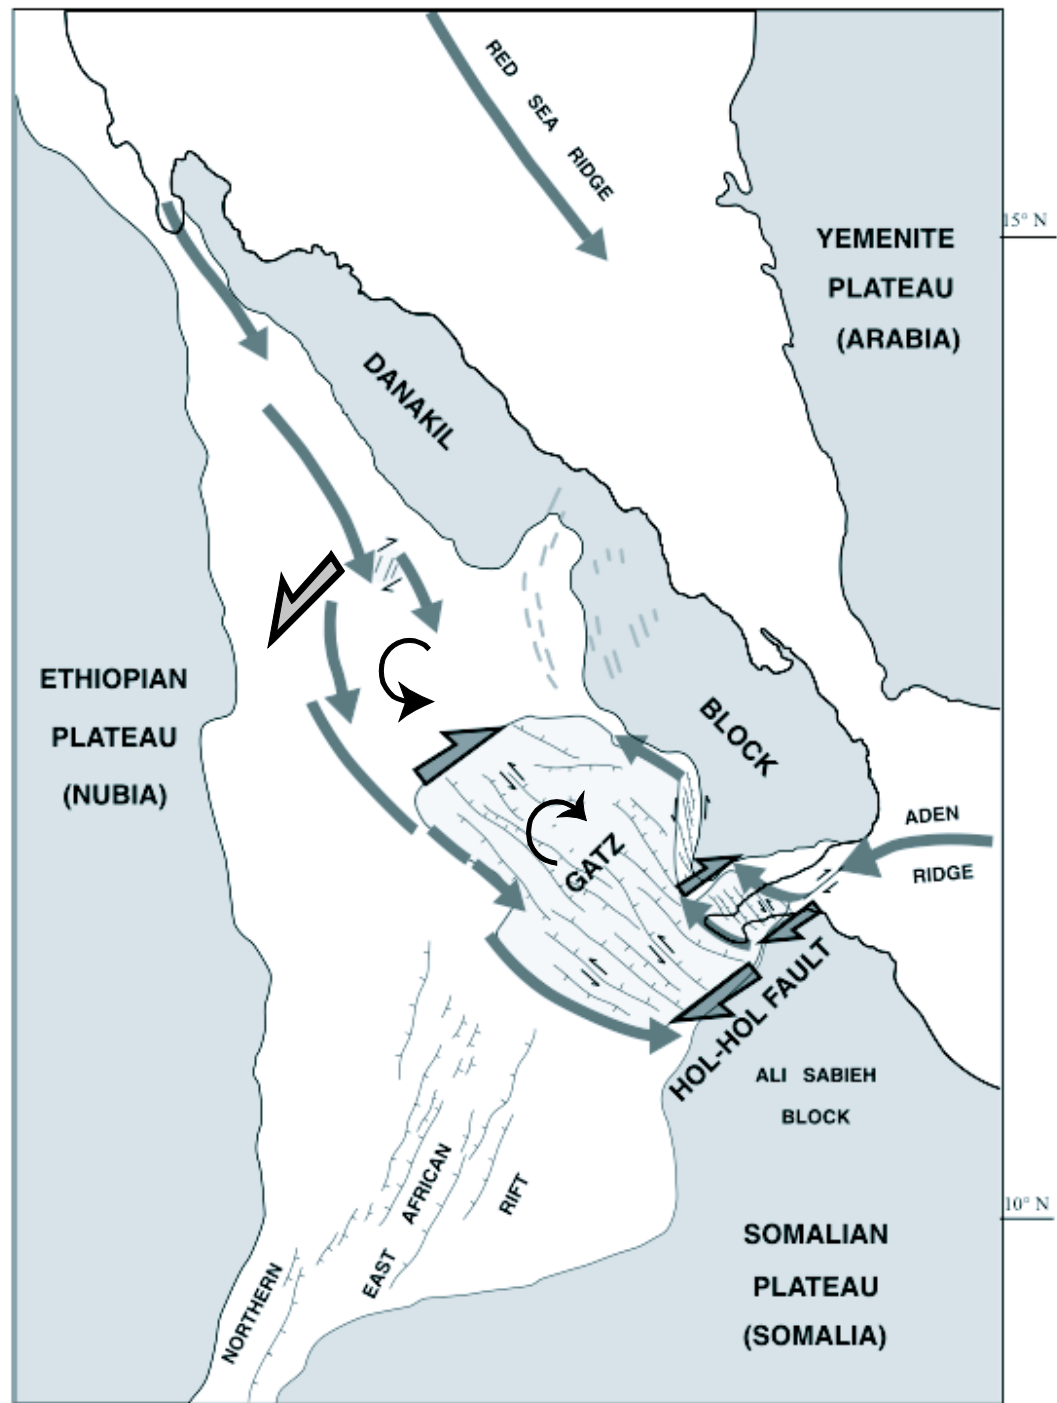 RED SEA RIDGE
15° N
YEMENITE
PLATEAU
(ARABIA)
DANAKIL
BLOCK
ETHIOPIAN
PLATEAU
(NUBIA)
GATZ
ADEN
RIDGE
HOL-HOL FAULT
ALI SABIEH
BLOCK
10° N
SOMALIAN
PLATEAU
(SOMALIA)
NORTHERN
EAST AFRICAN
RIFT